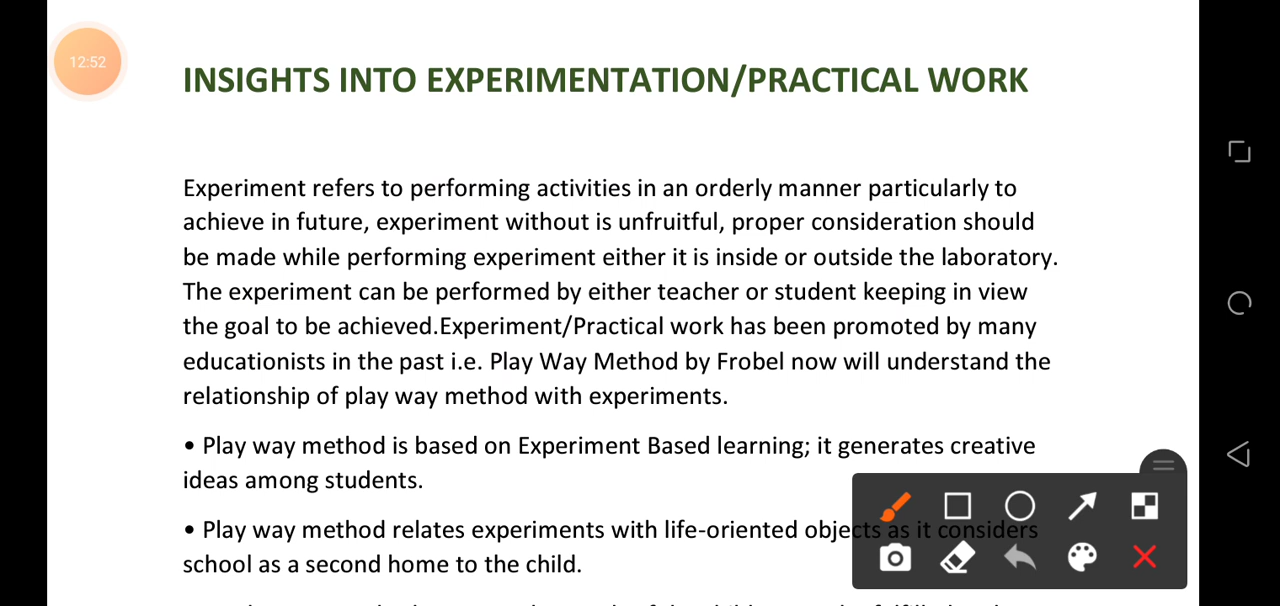 12:52
INSIGHTS INTO EXPERIMENTATION/PRACTICAL WORK
Experiment refers to performing activities in an orderly manner particularly to
achieve in future, experiment without is unfruitful, proper consideration should
be made while performing experiment either it is inside or outside the laboratory.
The experiment can be performed by either teacher or student keeping in view
the goal to be achieved.Experiment/Practical work has been promoted by many
educationists in the past i.e. Play Way Method by Frobel now will understand the
relationship of play way method with experiments.
• Play way method is based on Experiment Based learning; it generates creative
ideas among students.
• Play way method relates experiments with life-oriented objects as it considers
school as a second home to the child.